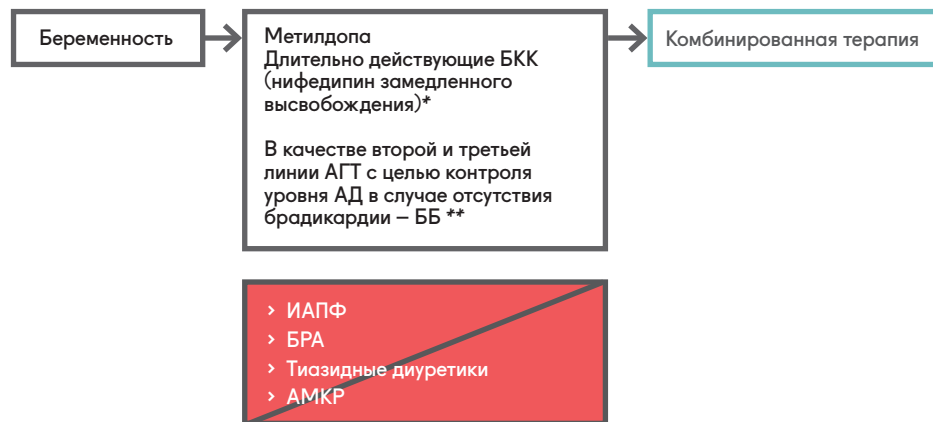 Беременность
Метилдопа
Длительно действующие БКК
(нифедипин замедленного
высвобождения)*
В качестве второй и третьей
линии АГТ с целью контроля
уровня АД в случае отсутствия
брадикардии – ББ **
Комбинированная терапия
› ИАПФ
› БРА
› Тиазидные диуретики
› АМКР